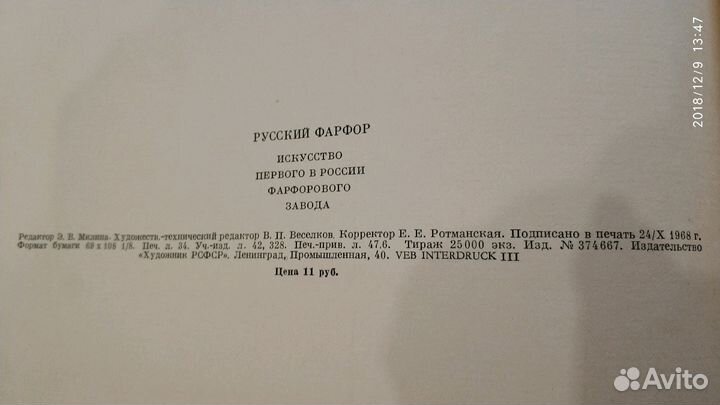 РУССКИЙ ФАРФОР
ИСКУССТВО
ПЕРВОГО В РОССИИ
ФАРФОРОВОГО
ЗАВОДА
Редактор Э. В. Милина. Художеств.-технический редактор В. П. Веселков. Корректор Е. Е. Ротманская. Подписано в печать 24/X 1968 г.
Формат бумаги 69 x 108 1/8. Печ. л. 34. Уч.-изд. л. 42, 328. Печ.-прив. л. 47.6. Тираж 25 000 экз. Изд. № 374667. Издательство
«Художник РСФСР». Ленинград, Промышленная, 40. VEB INTERDRUCK III
Цена 11 руб.
2018/12/9 13:47
Avito